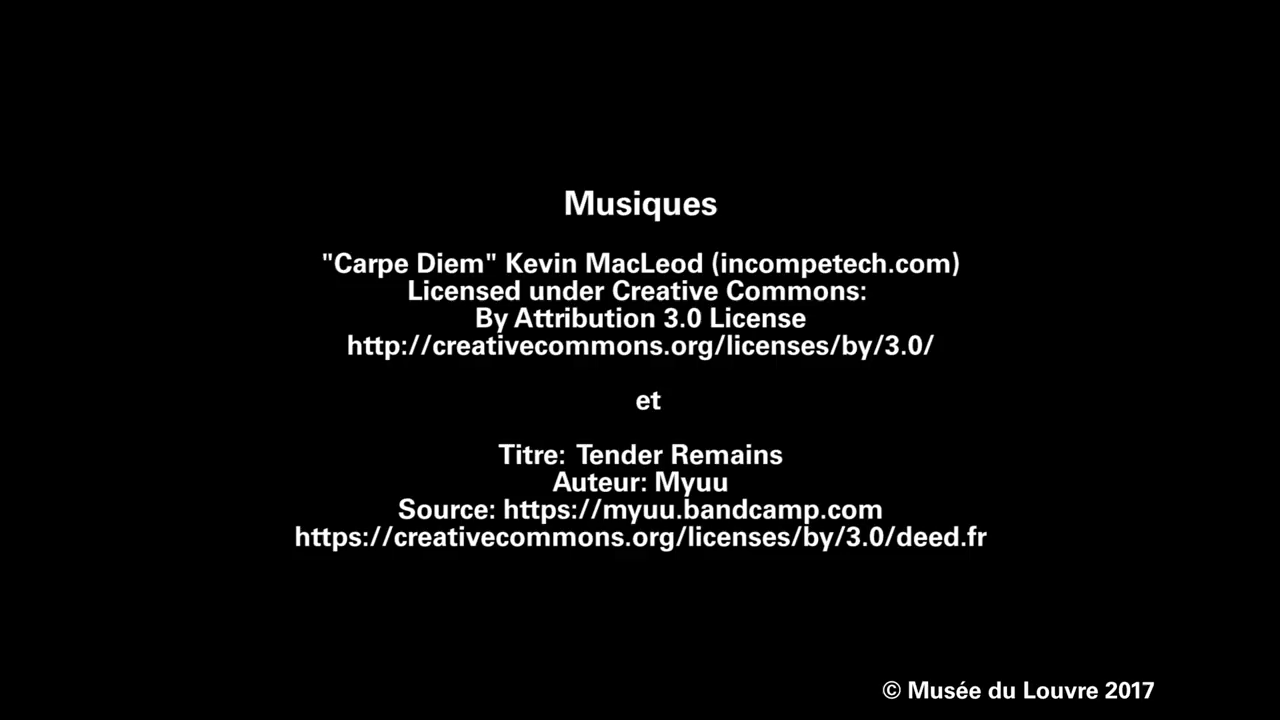 Musiques
"Carpe Diem" Kevin MacLeod (incompetech.com)
Licensed under Creative Commons:
By Attribution 3.0 License
http://creativecommons.org/licenses/by/3.0/
et
Titre: Tender Remains
Auteur: Myuu
Source: https://myuu.bandcamp.com
https://creativecommons.org/licenses/by/3.0/deed.fr
© Musée du Louvre 2017